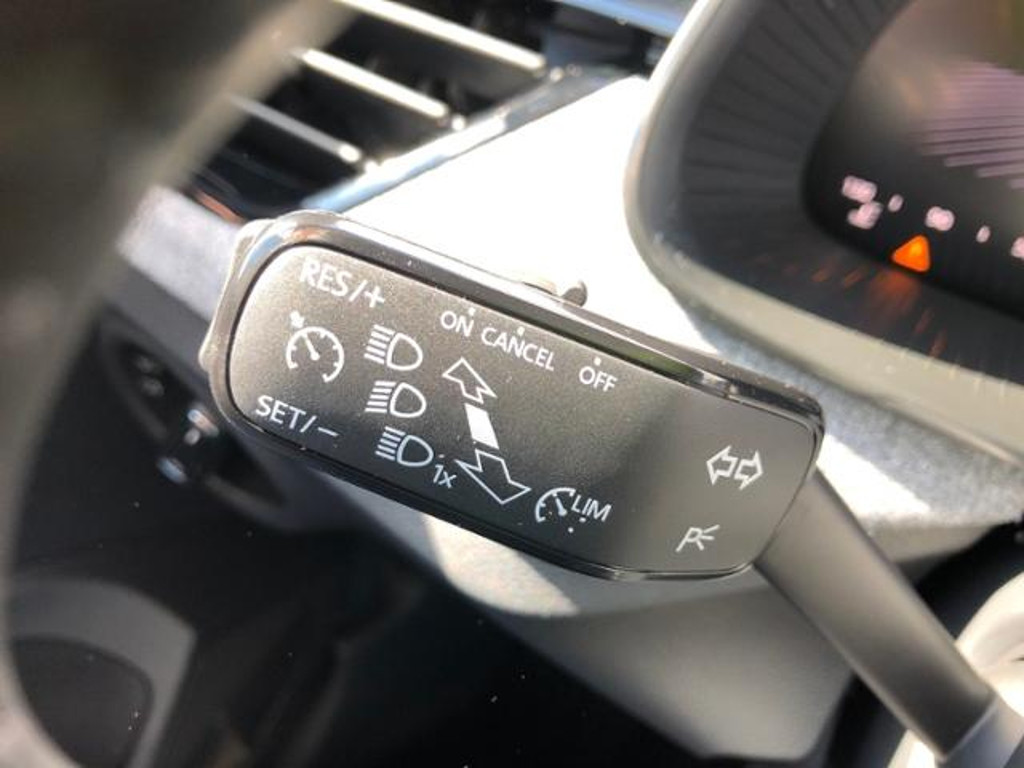 RES/+
ON CANCEL OFF
SET/-
1x
LIM
P